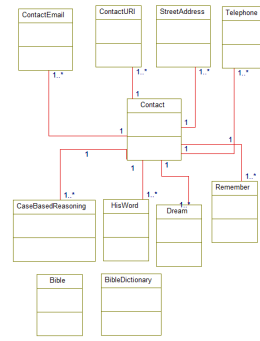 ContactEmail
ContactURI
StreetAddress
Telephone
1..*
1..*
1..*
1..*
1
Contact
1
1
1
1
1
1
1
1..*
1..*
1..*
1..*
CaseBasedReasoning
HisWord
Dream
Remember
Bible
BibleDictionary